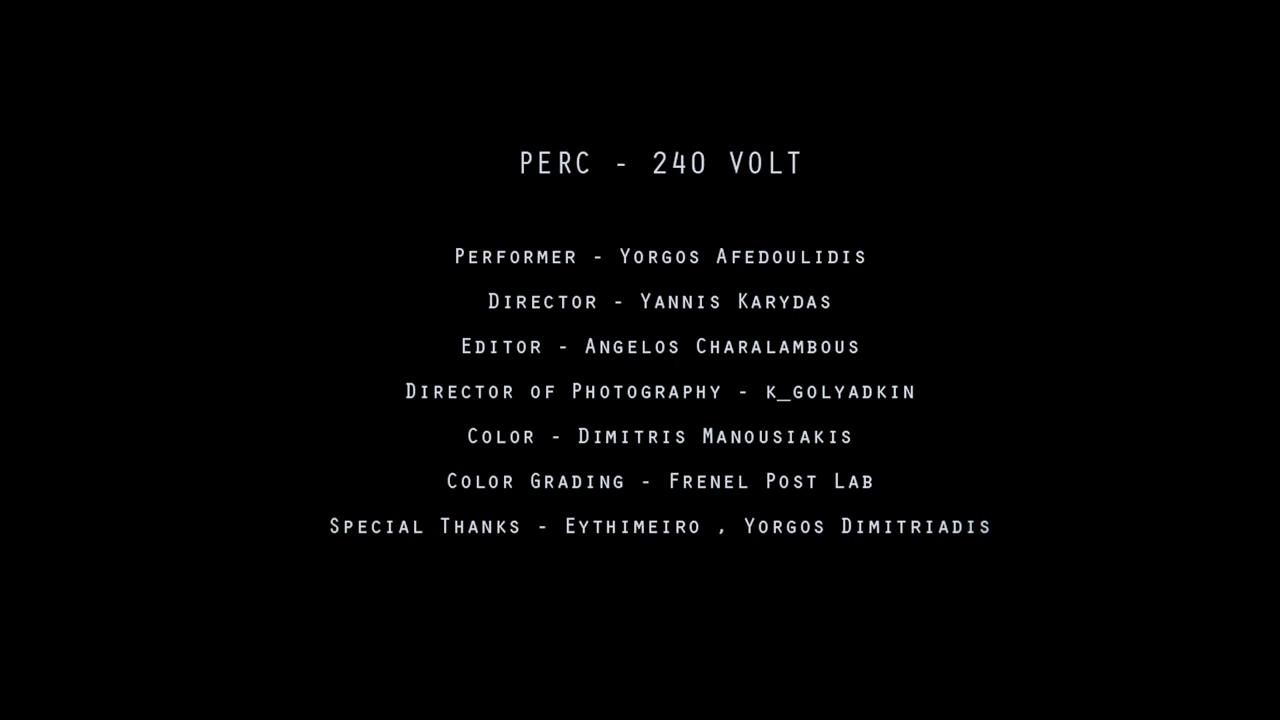 PERC - 240 VOLT
Performer - Yorgos Afedoulidis
Director - Yannis Karydas
Editor - Angelos Charalambous
Director of Photography - k_golyadkin
Color - Dimitris Manousiakis
Color Grading - Frenel Post Lab
Special Thanks - Eythimeiro , Yorgos Dimitriadis